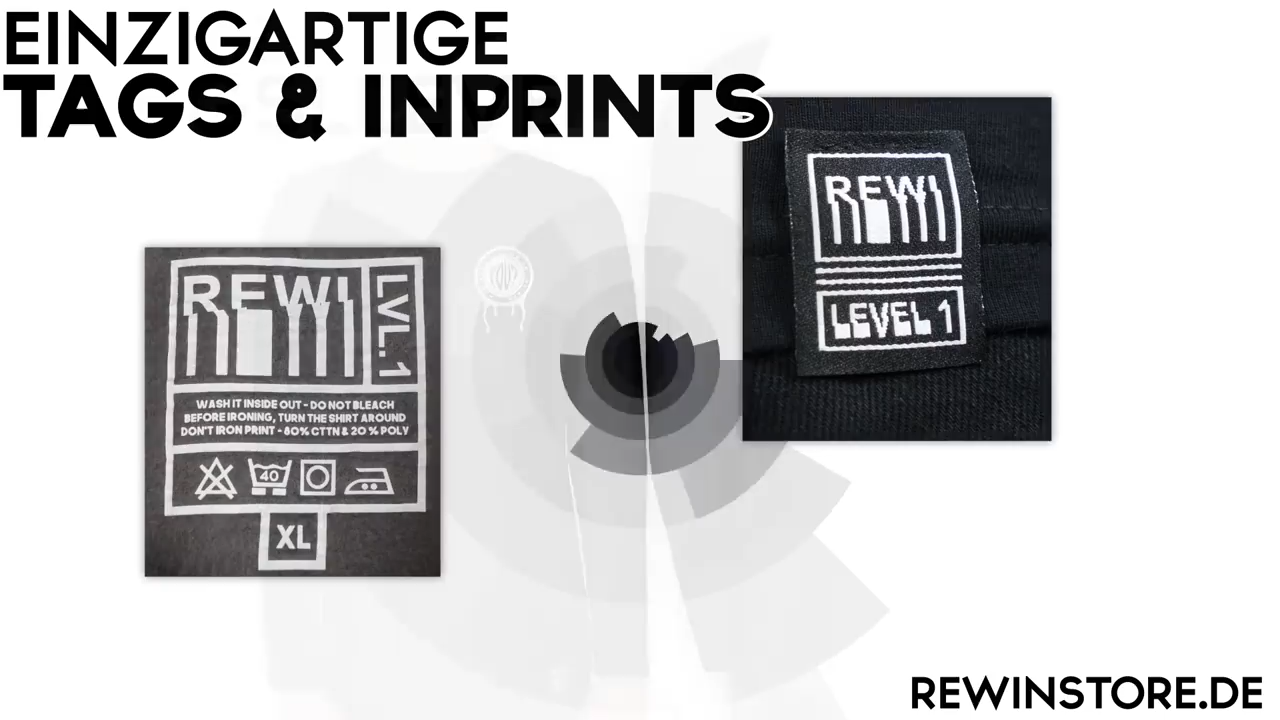 EINZIGARTIGE
TAGS & INPRINTS
REWI
LEVEL 1
REWI
LVL.1
WASH IT INSIDE OUT - DO NOT BLEACH
BEFORE IRONING, TURN THE SHIRT AROUND
DON'T IRON PRINT - 80% CTTN & 20 % POLY
40
XL
REWINSTORE.DE